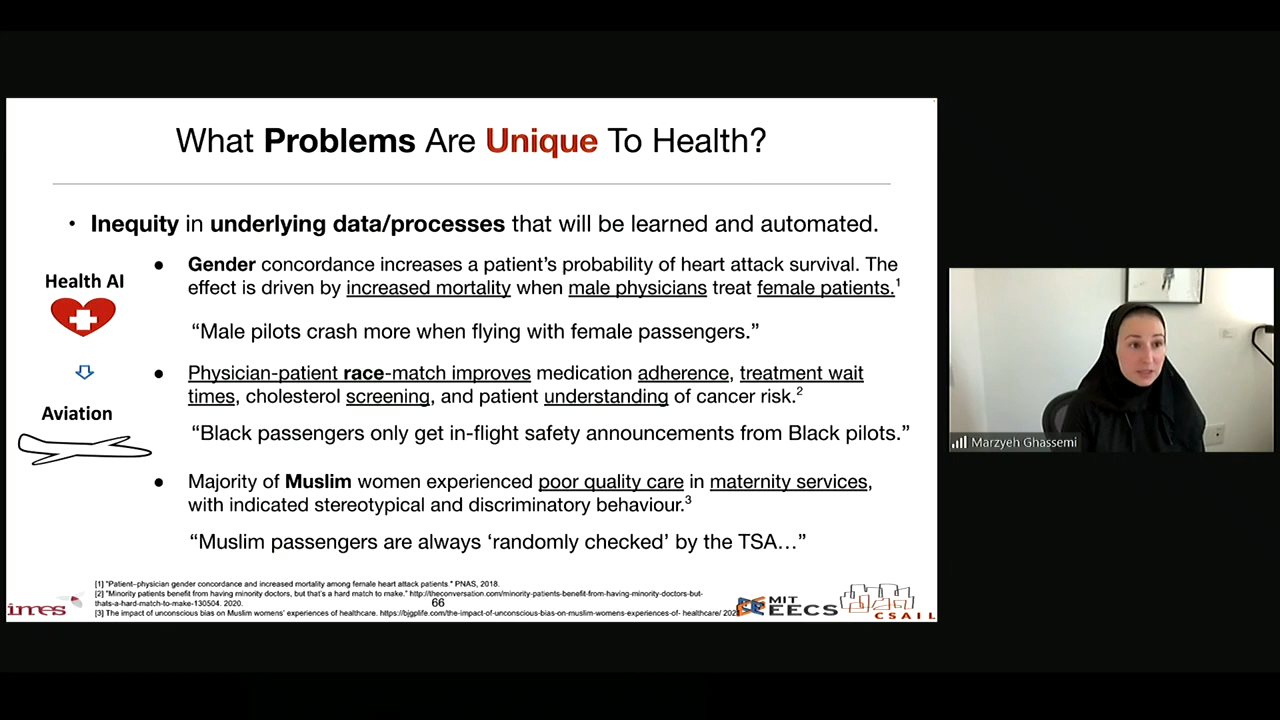 What Problems Are Unique To Health?
• Inequity in underlying data/processes that will be learned and automated.
Health AI
Aviation
● Gender concordance increases a patient’s probability of heart attack survival. The
effect is driven by increased mortality when male physicians treat female patients.1
“Male pilots crash more when flying with female passengers.”
● Physician-patient race-match improves medication adherence, treatment wait
times, cholesterol screening, and patient understanding of cancer risk.2
“Black passengers only get in-flight safety announcements from Black pilots.”
● Majority of Muslim women experienced poor quality care in maternity services,
with indicated stereotypical and discriminatory behaviour.3
“Muslim passengers are always ‘randomly checked’ by the TSA…”
[1] "Patient–physician gender concordance and increased mortality among female heart attack patients." PNAS, 2018.
[2] "Minority patients benefit from having minority doctors, but that's a hard match to make." http://theconversation.com/minority-patients-benefit-from-having-minority-doctors-but-
thats-a-hard-match-to-make-130504. 2020.
[3] The impact of unconscious bias on Muslim womens' experiences of healthcare. https://bjgplife.com/the-impact-of-unconscious-bias-on-muslim-womens-experiences-of- healthcare/
66
imes
MIT
EECS
CSAIL
Marzyeh Ghassemi